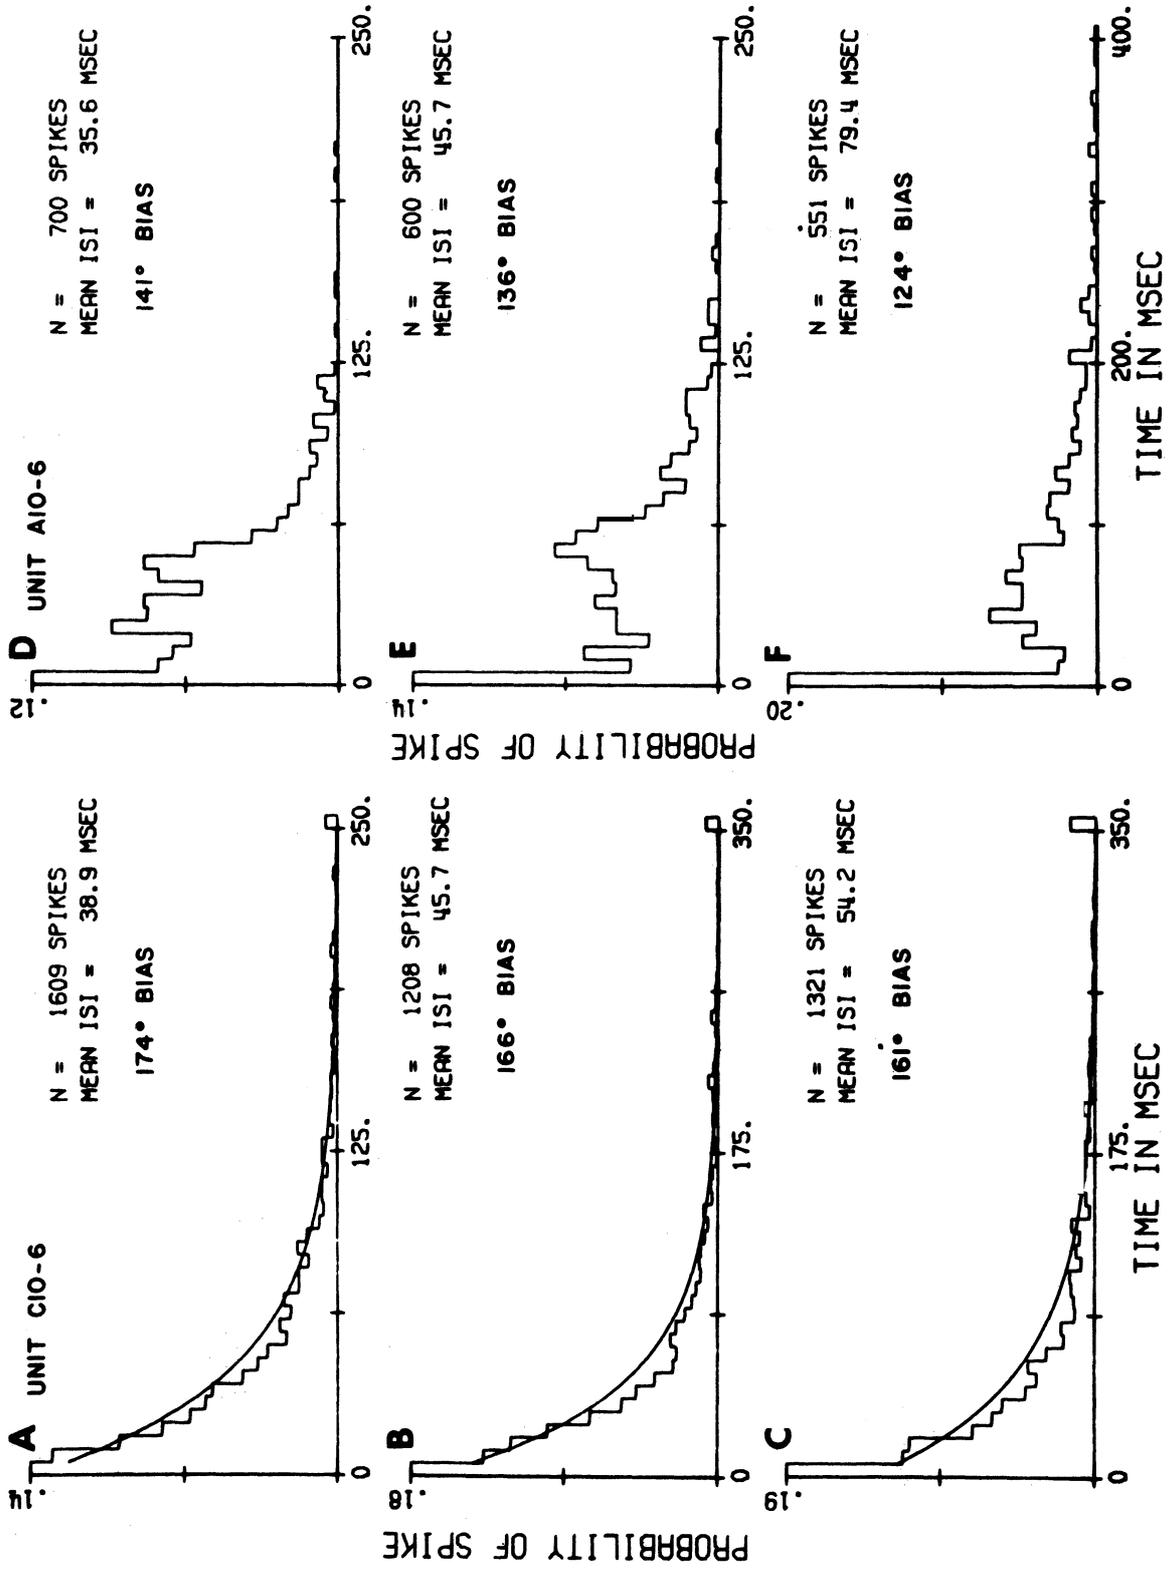 A UNIT C10-6
N = 1609 SPIKES
MEAN ISI = 38.9 MSEC
174° BIAS
.14
0
125.
250.
B
N = 1208 SPIKES
MEAN ISI = 45.7 MSEC
166° BIAS
.18
0
175.
350.
PROBABILITY OF SPIKE
C
N = 1321 SPIKES
MEAN ISI = 54.2 MSEC
161° BIAS
.19
0
175.
350.
TIME IN MSEC
D UNIT A10-6
N = 700 SPIKES
MEAN ISI = 35.6 MSEC
141° BIAS
.12
0
125.
250.
E
N = 600 SPIKES
MEAN ISI = 45.7 MSEC
136° BIAS
.14
0
125.
250.
PROBABILITY OF SPIKE
F
N = 551 SPIKES
MEAN ISI = 79.4 MSEC
124° BIAS
.20
0
200.
400.
TIME IN MSEC